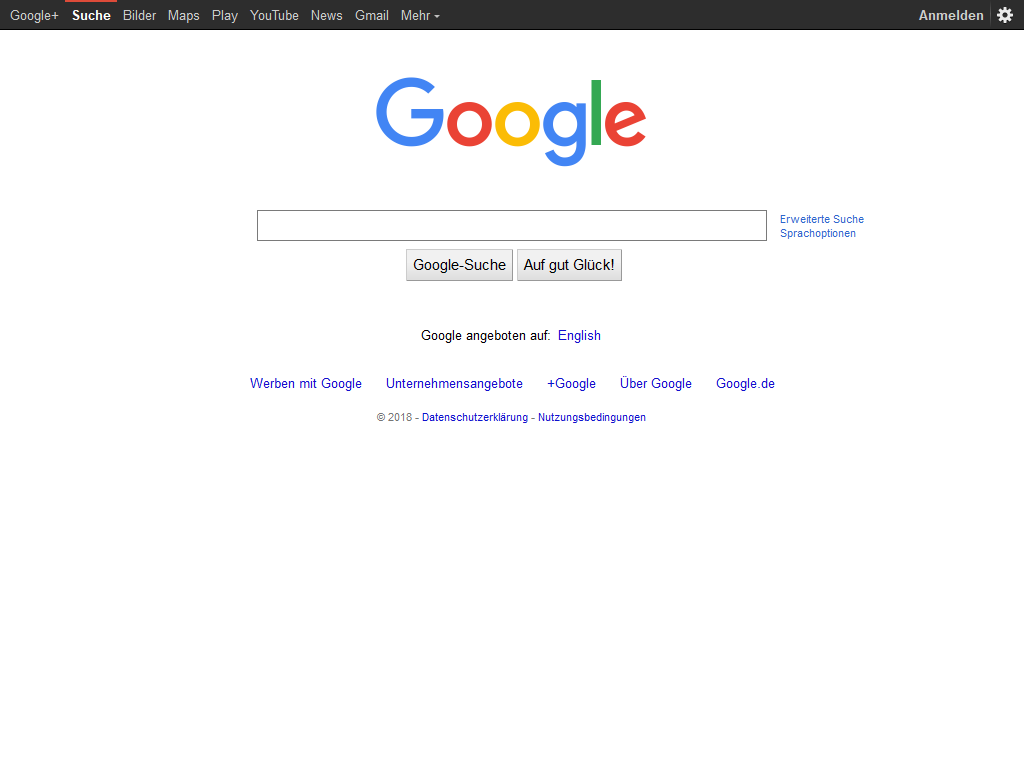 Google+ Suche Bilder Maps Play YouTube News Gmail Mehr Anmelden
Google
Erweiterte Suche
Sprachoptionen
Google-Suche Auf gut Glück!
Google angeboten auf: English
Werben mit Google Unternehmensangebote +Google Über Google Google.de
© 2018 - Datenschutzerklärung - Nutzungsbedingungen